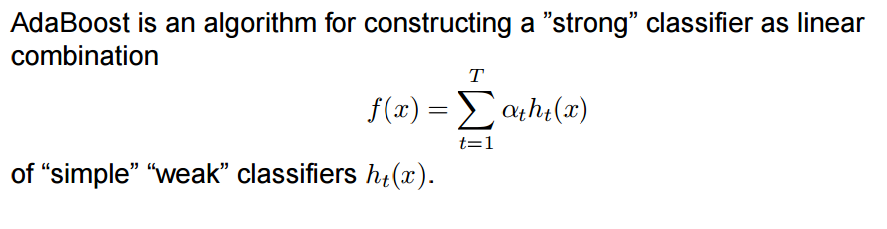 AdaBoost is an algorithm for constructing a ”strong” classifier as linear
combination
f(x) = ∑_{t=1}^{T} α_t h_t(x)
of “simple” “weak” classifiers h_t(x).